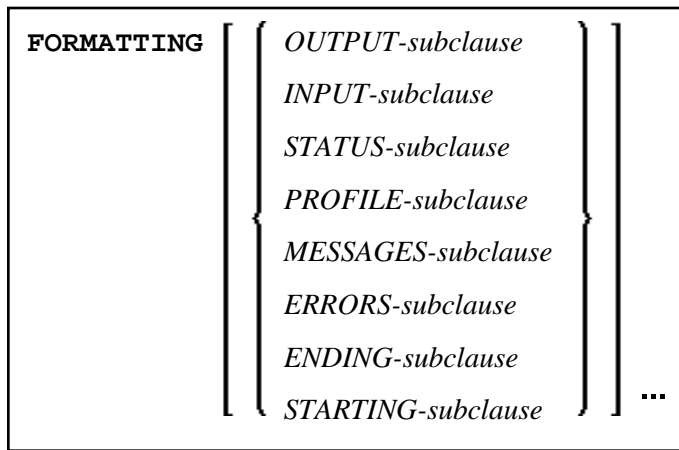 FORMATTING OUTPUT-subclause
INPUT-subclause
STATUS-subclause
PROFILE-subclause
MESSAGES-subclause
ERRORS-subclause
ENDING-subclause
STARTING-subclause ...